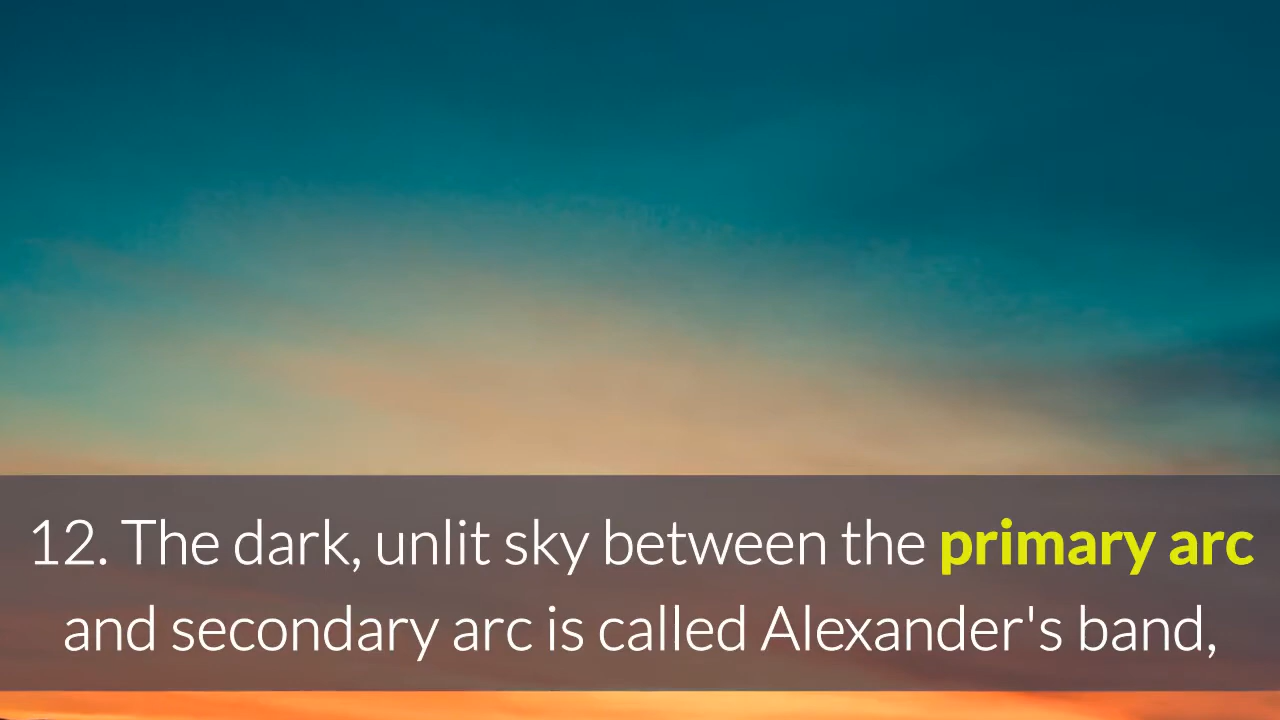 12. The dark, unlit sky between the primary arc
and secondary arc is called Alexander's band,